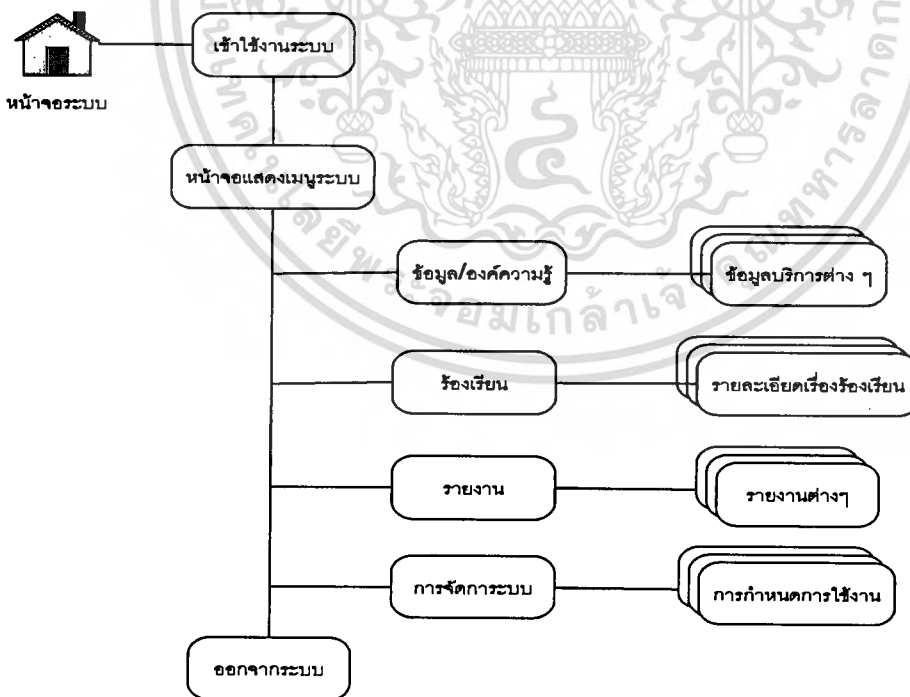 เข้าใช้งานระบบ
หน้าจอระบบ
หน้าจอแสดงเมนูระบบ
ข้อมูล/องค์ความรู้
ข้อมูลบริการต่าง ๆ
ร้องเรียน
รายละเอียดเรื่องร้องเรียน
รายงาน
รายงานต่างๆ
การจัดการะบบ
การกำหนดการใช้งาน
ออกจากระบบ